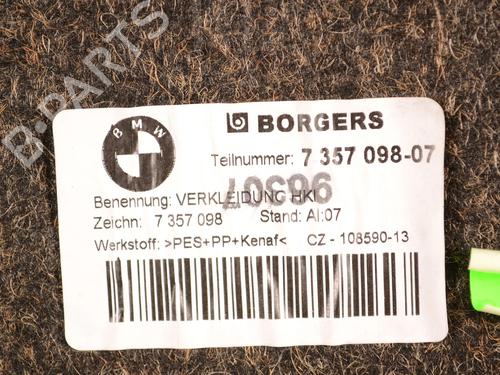 B-PARTS
BMW
BORGERS
Teilnummer: 7 357 098-07
Benennung: VERKLEIDUNG HKL
Zeichn: 7 357 098 Stand: AI:07
Werkstoff: >PES+PP+Kenaf< CZ - 108590-13